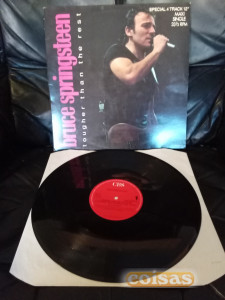 SPECIAL 4 TRACK 12"
MAXI
SINGLE
33⅓ RPM
bruce springsteen
tougher than the rest
CBS
coisas